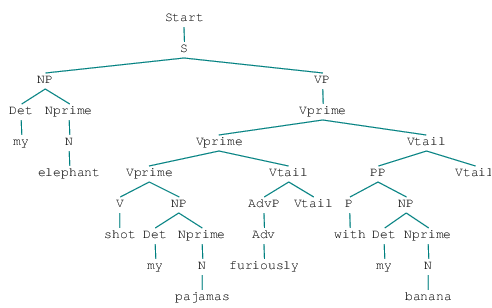 Start
S
NP VP
Det Nprime Vprime
my N Vprime Vtail
elephant Vprime Vtail PP Vtail
V NP AdvP Vtail P NP
shot Det Nprime Adv with Det Nprime
my N furiously my N
pajamas banana